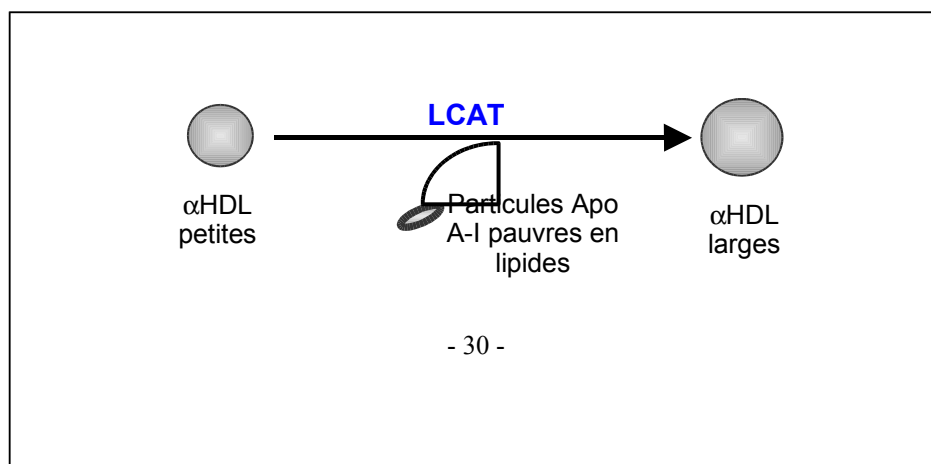 LCAT
αHDL
petites
Particules Apo
A-I pauvres en
lipides
αHDL
larges
- 30 -